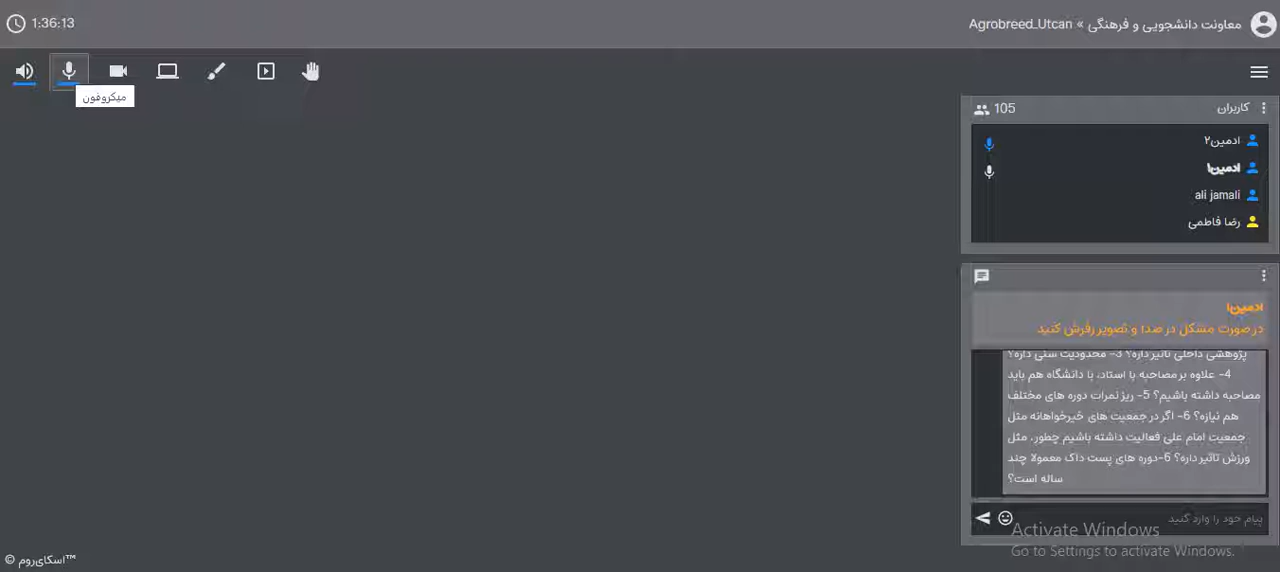 1:36:13
معاونت دانشجویی و فرهنگی » Agrobreed_Utcan
میکروفون
105
کاربران
ادمین۲
ادمین۱
ali jamali
رضا فاطمی
ادمین۱
در صورت مشکل در صدا و تصویر رفرش کنید
پژوهشی داخلی تاثیر داره؟ 3- محدودیت سنی داره؟
4- علاوه بر مصاحبه با استاد، با دانشگاه هم باید
مصاحبه داشته باشیم؟ 5- ریز نمرات دوره های مختلف
هم نیازه؟ 6- اگر در جمعیت های خیرخواهانه مثل
جمعیت امام علی فعالیت داشته باشیم چطور، مثل
ورزش تاثیر داره؟ 6-دوره های پست داک معمولا چند
ساله است؟
پیام خود را وارد کنید
Activate Windows
Go to Settings to activate Windows.
© اسکای‌روم™